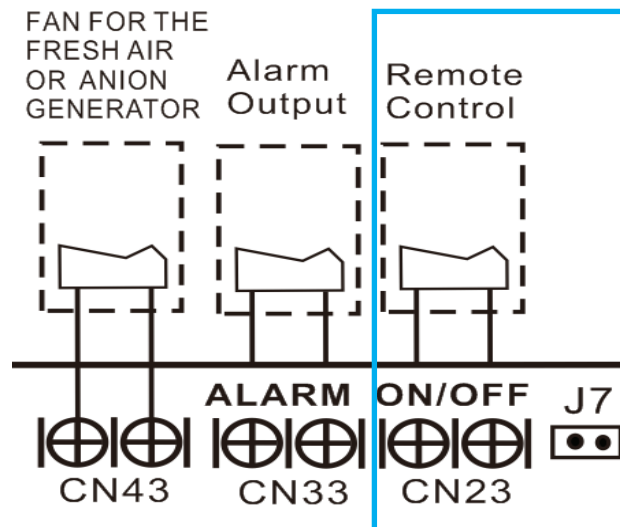 FAN FOR THE
FRESH AIR
OR ANION
GENERATOR
Alarm
Output
Remote
Control
ALARM
ON/OFF
J7
CN43
CN33
CN23